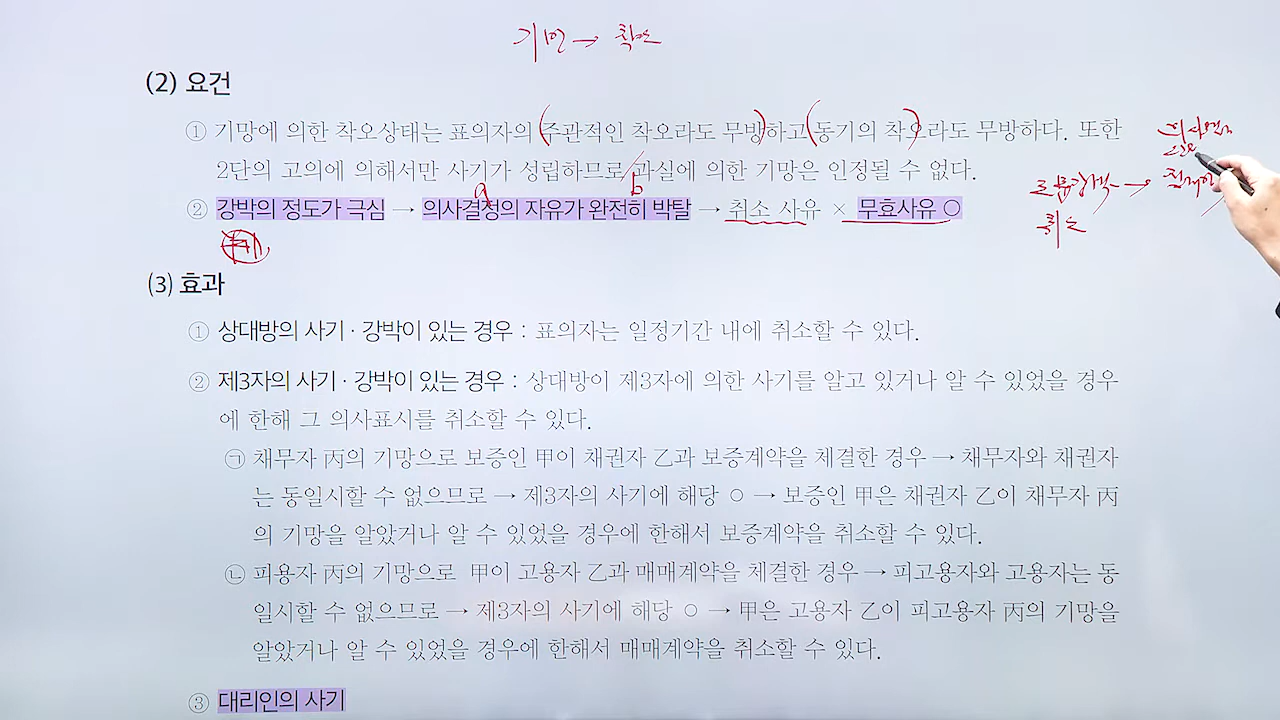 기망 → 착오
(2) 요건
① 기망에 의한 착오상태는 표의자의 주관적인 착오라도 무방하고 동기의 착오라도 무방하다. 또한
2단의 고의에 의해서만 사기가 성립하므로 과실에 의한 기망은 인정될 수 없다.
a b
② 강박의 정도가 극심 → 의사결정의 자유가 완전히 박탈 → 취소 사유 × 무효사유 ○
(3) 효과
① 상대방의 사기·강박이 있는 경우 : 표의자는 일정기간 내에 취소할 수 있다.
② 제3자의 사기·강박이 있는 경우 : 상대방이 제3자에 의한 사기를 알고 있거나 알 수 있었을 경우
에 한해 그 의사표시를 취소할 수 있다.
㉠ 채무자 丙의 기망으로 보증인 甲이 채권자 乙과 보증계약을 체결한 경우 → 채무자와 채권자
는 동일시할 수 없으므로 → 제3자의 사기에 해당 ○ → 보증인 甲은 채권자 乙이 채무자 丙
의 기망을 알았거나 알 수 있었을 경우에 한해서 보증계약을 취소할 수 있다.
㉡ 피용자 丙의 기망으로 甲이 고용자 乙과 매매계약을 체결한 경우 → 피고용자와 고용자는 동
일시할 수 없으므로 → 제3자의 사기에 해당 ○ → 甲은 고용자 乙이 피고용자 丙의 기망을
알았거나 알 수 있었을 경우에 한해서 매매계약을 취소할 수 있다.
③ 대리인의 사기